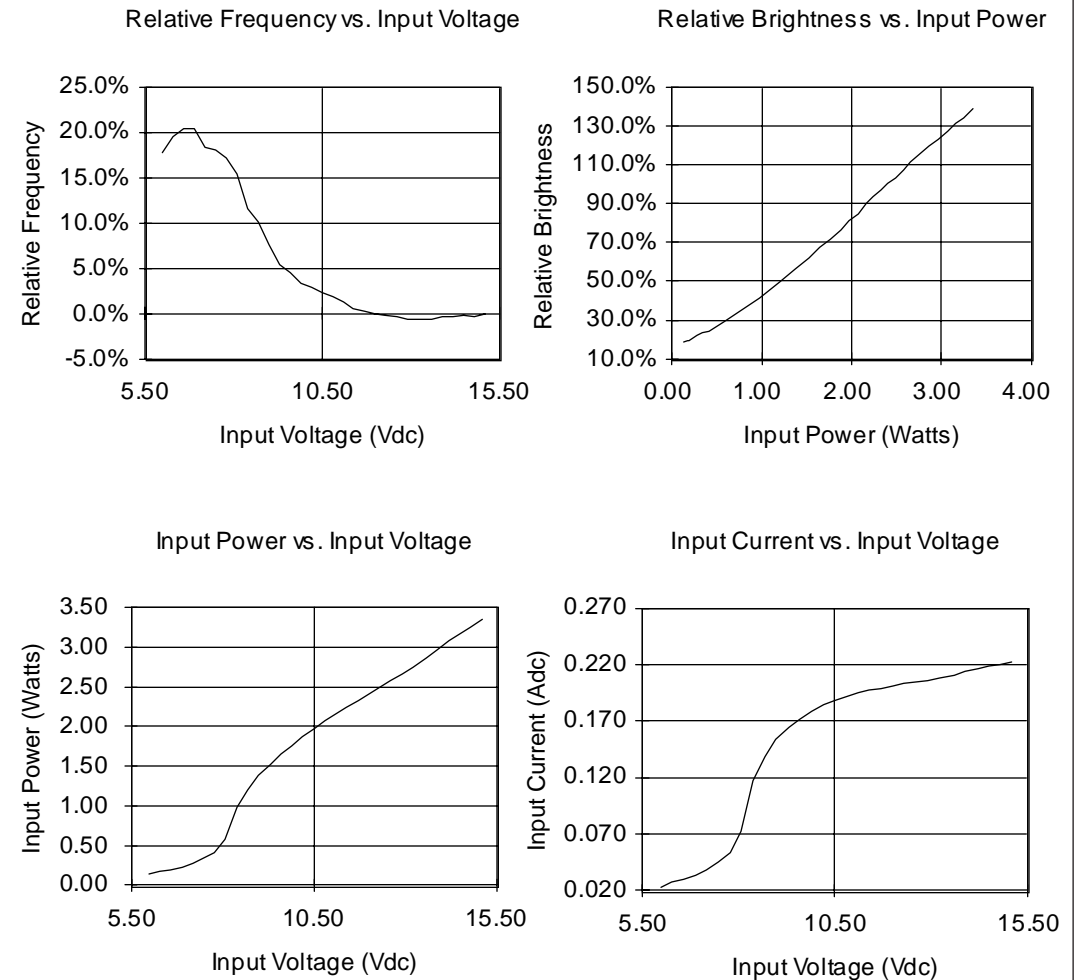 Relative Frequency vs. Input Voltage
25.0%
20.0%
15.0%
10.0%
5.0%
0.0%
-5.0%
5.50 10.50 15.50
Relative Frequency
Input Voltage (Vdc)
Relative Brightness vs. Input Power
150.0%
130.0%
110.0%
90.0%
70.0%
50.0%
30.0%
10.0%
0.00 1.00 2.00 3.00 4.00
Relative Brightness
Input Power (Watts)
Input Power vs. Input Voltage
3.50
3.00
2.50
2.00
1.50
1.00
0.50
0.00
5.50 10.50 15.50
Input Power (Watts)
Input Voltage (Vdc)
Input Current vs. Input Voltage
0.270
0.220
0.170
0.120
0.070
0.020
5.50 10.50 15.50
Input Current (Adc)
Input Voltage (Vdc)